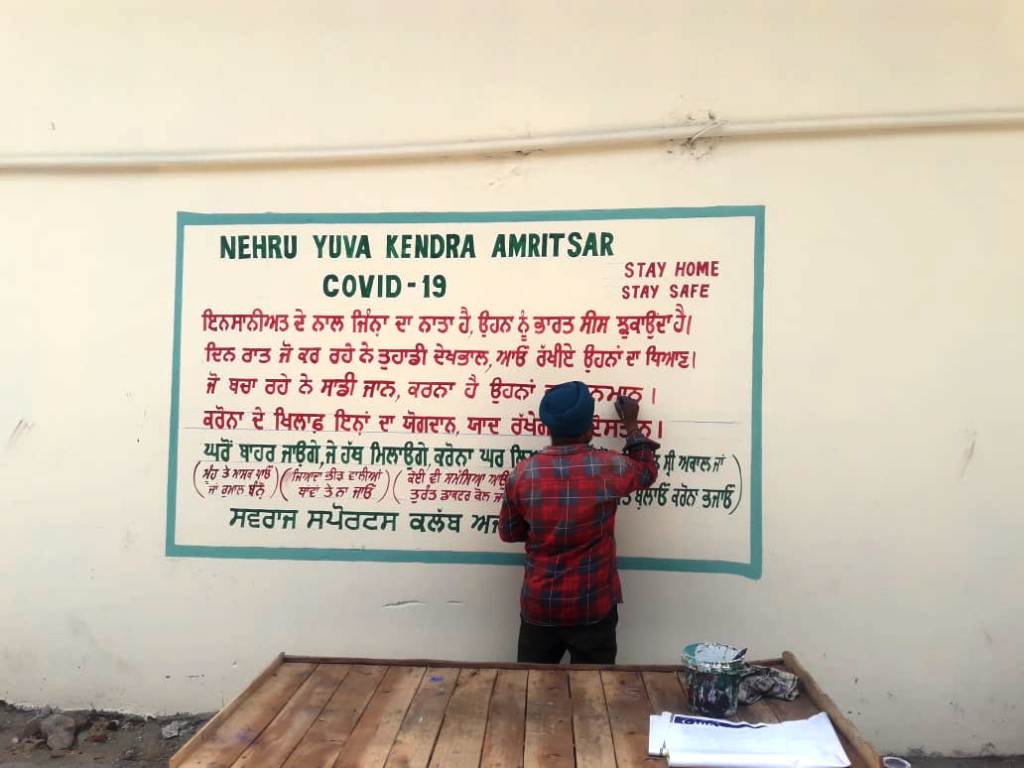 NEHRU YUVA KENDRA AMRITSAR
COVID-19
STAY HOME
STAY SAFE
ਇਨਸਾਨੀਅਤ ਦੇ ਨਾਲ ਜਿੰਨਾ੍ ਦਾ ਨਾਤਾ ਹੈ, ਉਹਨ ਨੂੰ ਭਾਰਤ ਸੀਸ ਝੁਕਾਉਂਦਾ ਹੈ।
ਦਿਨ ਰਾਤ ਜੋ ਕਰ ਰਹੇ ਨੇ ਤੁਹਾਡੀ ਦੇਖਭਾਲ, ਆਓ ਰੱਖੀਏ ਉਹਨਾਂ ਦਾ ਧਿਆਣ।
ਜੋ ਬਚਾ ਰਹੇ ਨੇ ਸਾਡੀ ਜਾਨ, ਕਰਨਾ ਹੈ ਉਹਨਾਂ
ਕਰੋਨਾ ਦੇ ਖਿਲਾਫ਼ ਇਨਾਂ੍ ਦਾ ਯੋਗਦਾਨ, ਯਾਦ
ਘਰੋਂ ਬਾਹਰ ਜਾਉਗੇ, ਜੇ ਹੱਥ ਮਿਲਾਉਗੇ, ਕਰੋਨਾ ਘਰ
(ਮੂੰਹ ਤੇ ਮਾਸਕ ਪਾਓ
ਜਾਂ ਰੁਮਾਲ ਬੰਨੋ)
(ਜਿਆਦਾ ਭੀੜ ਵਾਲੀਆਂ
ਥਾਵਾਂ ਤੇ ਨਾ ਜਾਓ)
(ਕੋਈ ਵੀ ਸਮੱਸਿਆ
ਤੁਰੰਤ ਡਾਕਟਰ ਕੋਲ
ਸ੍ਰੀ ਅਕਾਲ ਜਾਂ
ਬੁਲਾਓ ਕਰੋਨਾ ਭਜਾਓ)
ਸਵਰਾਜ ਸਪੋਰਟਸ ਕਲੱਬ